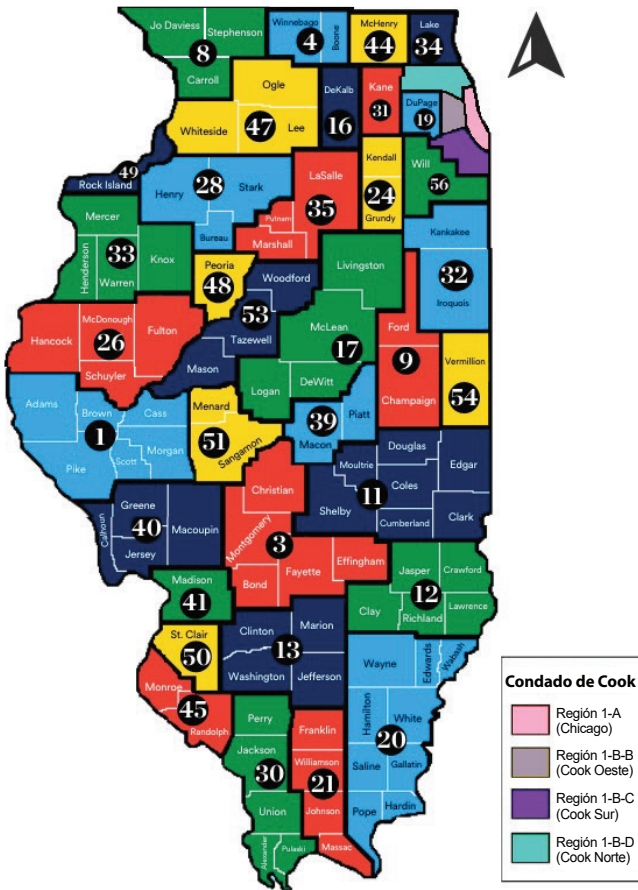 Jo Daviess
Stephenson
8
Carroll
Winnebago
4
Boone
McHenry
44
Lake
34
Ogle
Whiteside
47
Lee
DeKalb
16
Kane
31
DuPage
19
49
Rock Island
Henry
28
Stark
Bureau
LaSalle
35
Putnam
Marshall
Kendall
24
Grundy
Will
56
Mercer
33
Henderson
Warren
Knox
Peoria
48
Woodford
53
Tazewell
Mason
Livingston
McLean
17
Logan
DeWitt
Kankakee
32
Iroquois
Hancock
McDonough
26
Fulton
Schuyler
Ford
9
Champaign
Vermillion
54
Adams
Brown
1
Cass
Pike
Scott
Morgan
Menard
51
Sangamon
39
Piatt
Macon
Douglas
Moultrie
11
Coles
Edgar
Shelby
Cumberland
Clark
Calhoun
Greene
40
Macoupin
Jersey
Christian
Montgomery
3
Bond
Fayette
Effingham
Jasper
Crawford
12
Clay
Richland
Lawrence
Madison
41
St. Clair
50
Clinton
Marion
13
Washington
Jefferson
Monroe
45
Randolph
Wayne
Edwards
Wabash
Hamilton
White
20
Saline
Gallatin
Pope
Hardin
Perry
Jackson
30
Union
Alexander
Pulaski
Franklin
Williamson
21
Johnson
Massac
Condado de Cook
Región 1-A
(Chicago)
Región 1-B-B
(Cook Oeste)
Región 1-B-C
(Cook Sur)
Región 1-B-D
(Cook Norte)